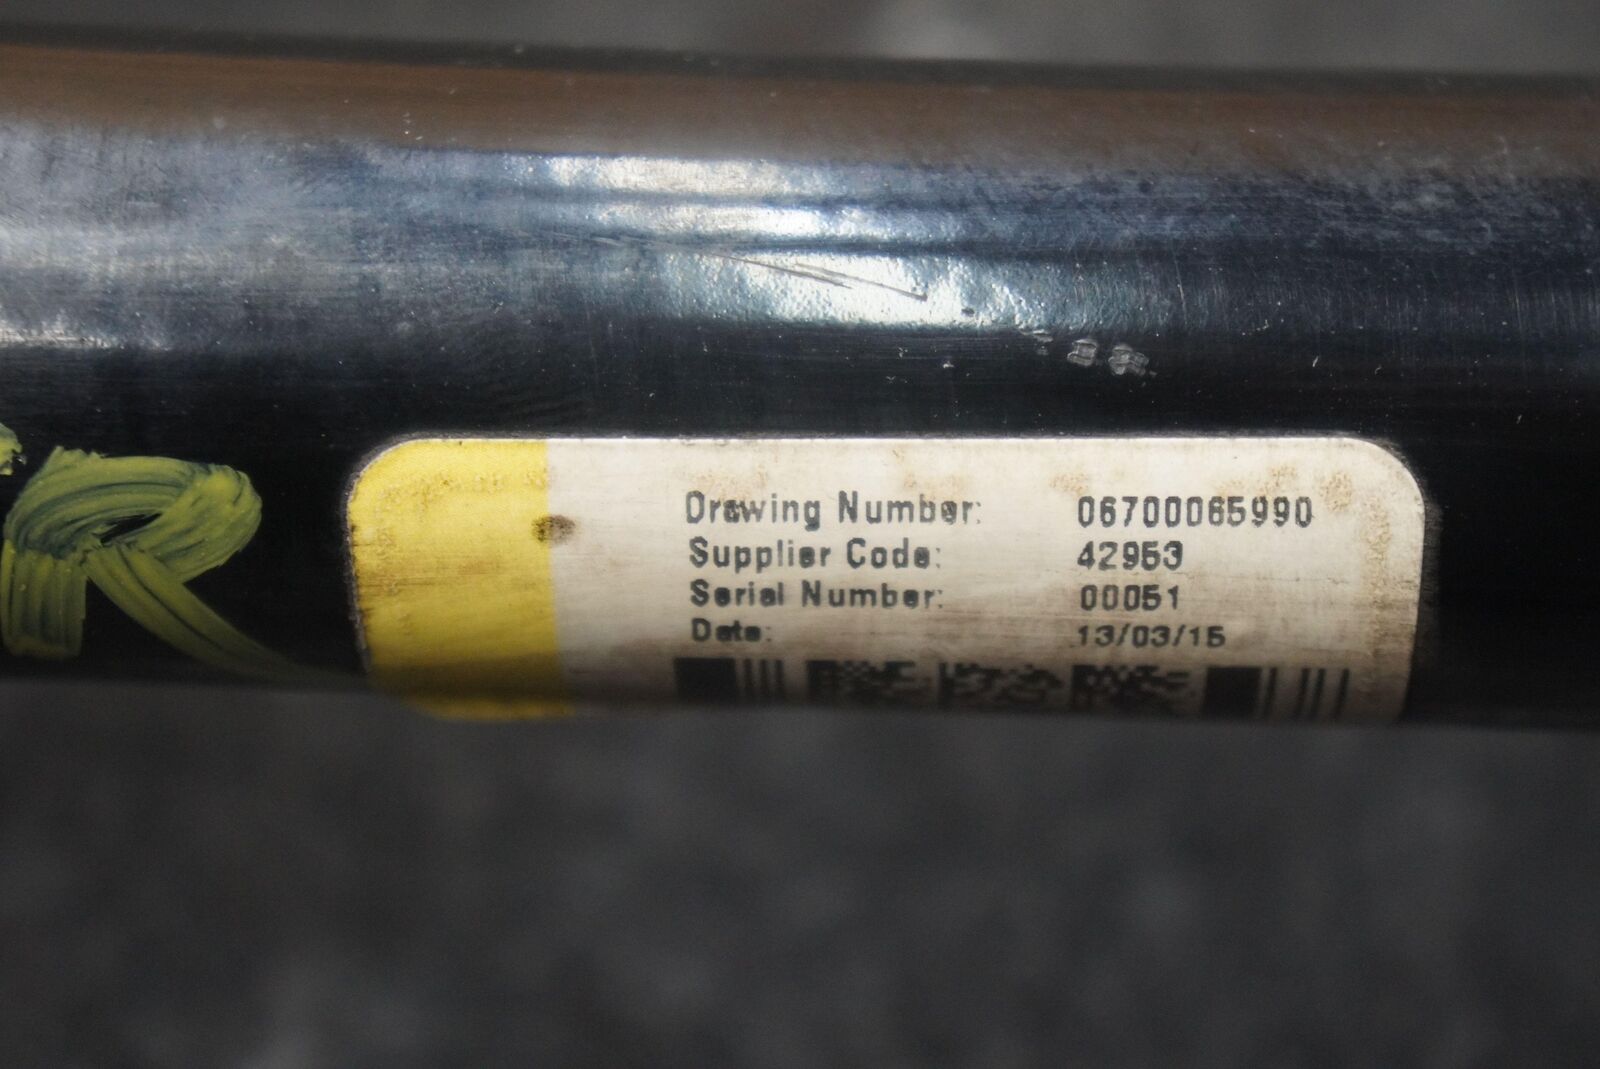 R
Drawing Number: 06700065990
Supplier Code: 42953
Serial Number: 00051
Date: 13/03/15